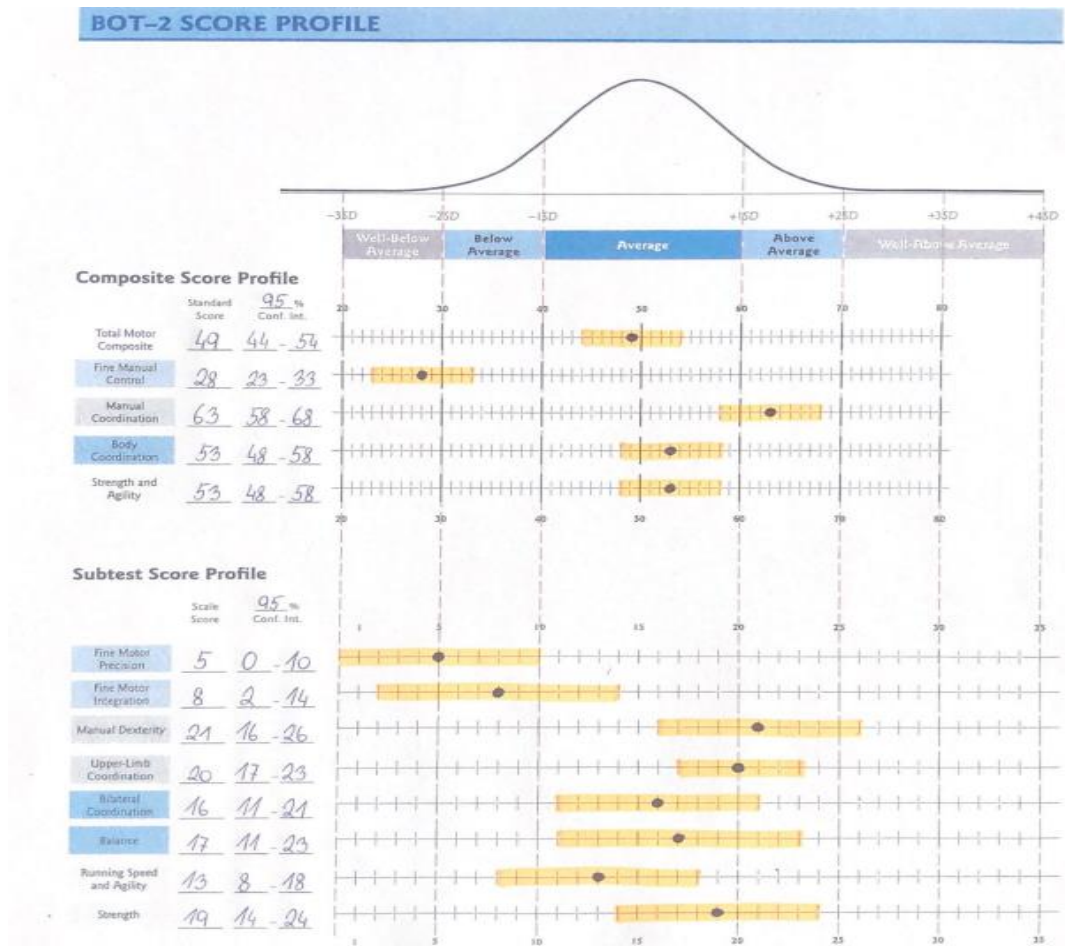 BOT–2 SCORE PROFILE
−3SD −2SD −1SD +1SD +2SD +3SD +4SD
Well-Below Average Below Average Average Above Average Well-Above Average
Composite Score Profile
Standard Score 95 % Conf. Int.
20 30 40 50 60 70 80
Total Motor Composite 49 44 - 54
Fine Manual Control 28 23 - 33
Manual Coordination 63 58 - 68
Body Coordination 53 48 - 58
Strength and Agility 53 48 - 58
20 30 40 50 60 70 80
Subtest Score Profile
Scale Score 95 % Conf. Int.
1 5 10 15 20 25
Fine Motor Precision 5 0 - 10
Fine Motor Integration 8 2 - 14
Manual Dexterity 21 16 - 26
Upper-Limb Coordination 20 17 - 23
Bilateral Coordination 16 11 - 21
Balance 17 11 - 23
Running Speed and Agility 13 8 - 18
Strength 19 14 - 24
1 5 10 15 20 25